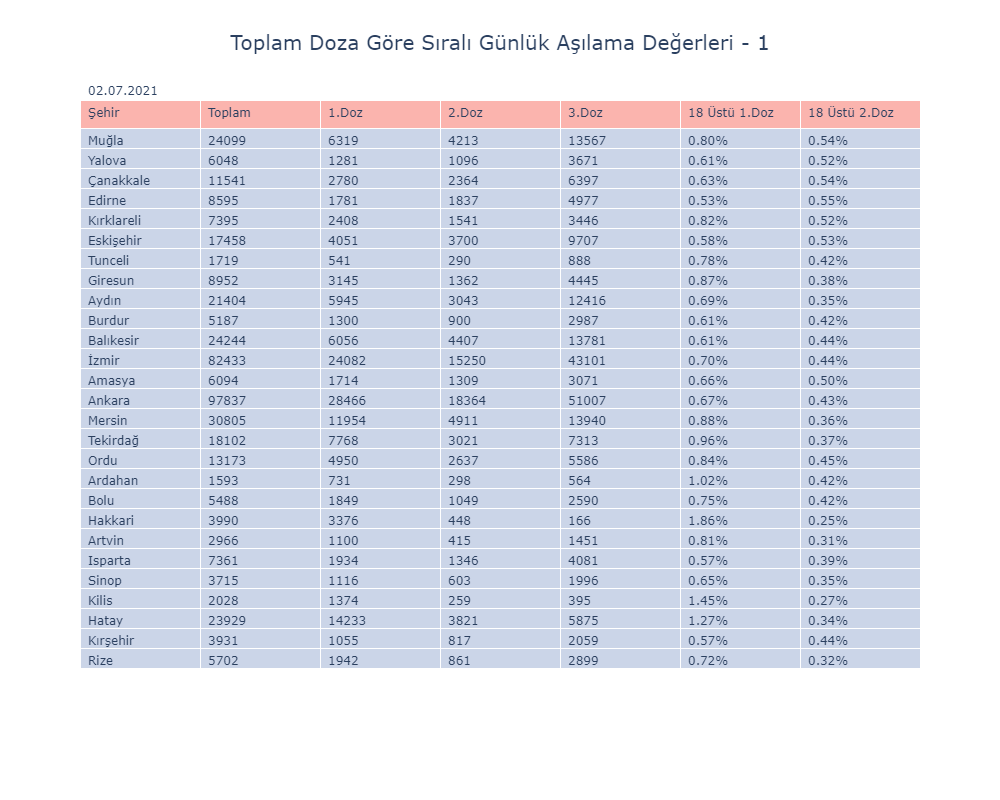 Toplam Doza Göre Sıralı Günlük Aşılama Değerleri - 1
02.07.2021
Şehir Toplam 1.Doz 2.Doz 3.Doz 18 Üstü 1.Doz 18 Üstü 2.Doz
Muğla 24099 6319 4213 13567 0.80% 0.54%
Yalova 6048 1281 1096 3671 0.61% 0.52%
Çanakkale 11541 2780 2364 6397 0.63% 0.54%
Edirne 8595 1781 1837 4977 0.53% 0.55%
Kırklareli 7395 2408 1541 3446 0.82% 0.52%
Eskişehir 17458 4051 3700 9707 0.58% 0.53%
Tunceli 1719 541 290 888 0.78% 0.42%
Giresun 8952 3145 1362 4445 0.87% 0.38%
Aydın 21404 5945 3043 12416 0.69% 0.35%
Burdur 5187 1300 900 2987 0.61% 0.42%
Balıkesir 24244 6056 4407 13781 0.61% 0.44%
İzmir 82433 24082 15250 43101 0.70% 0.44%
Amasya 6094 1714 1309 3071 0.66% 0.50%
Ankara 97837 28466 18364 51007 0.67% 0.43%
Mersin 30805 11954 4911 13940 0.88% 0.36%
Tekirdağ 18102 7768 3021 7313 0.96% 0.37%
Ordu 13173 4950 2637 5586 0.84% 0.45%
Ardahan 1593 731 298 564 1.02% 0.42%
Bolu 5488 1849 1049 2590 0.75% 0.42%
Hakkari 3990 3376 448 166 1.86% 0.25%
Artvin 2966 1100 415 1451 0.81% 0.31%
Isparta 7361 1934 1346 4081 0.57% 0.39%
Sinop 3715 1116 603 1996 0.65% 0.35%
Kilis 2028 1374 259 395 1.45% 0.27%
Hatay 23929 14233 3821 5875 1.27% 0.34%
Kırşehir 3931 1055 817 2059 0.57% 0.44%
Rize 5702 1942 861 2899 0.72% 0.32%